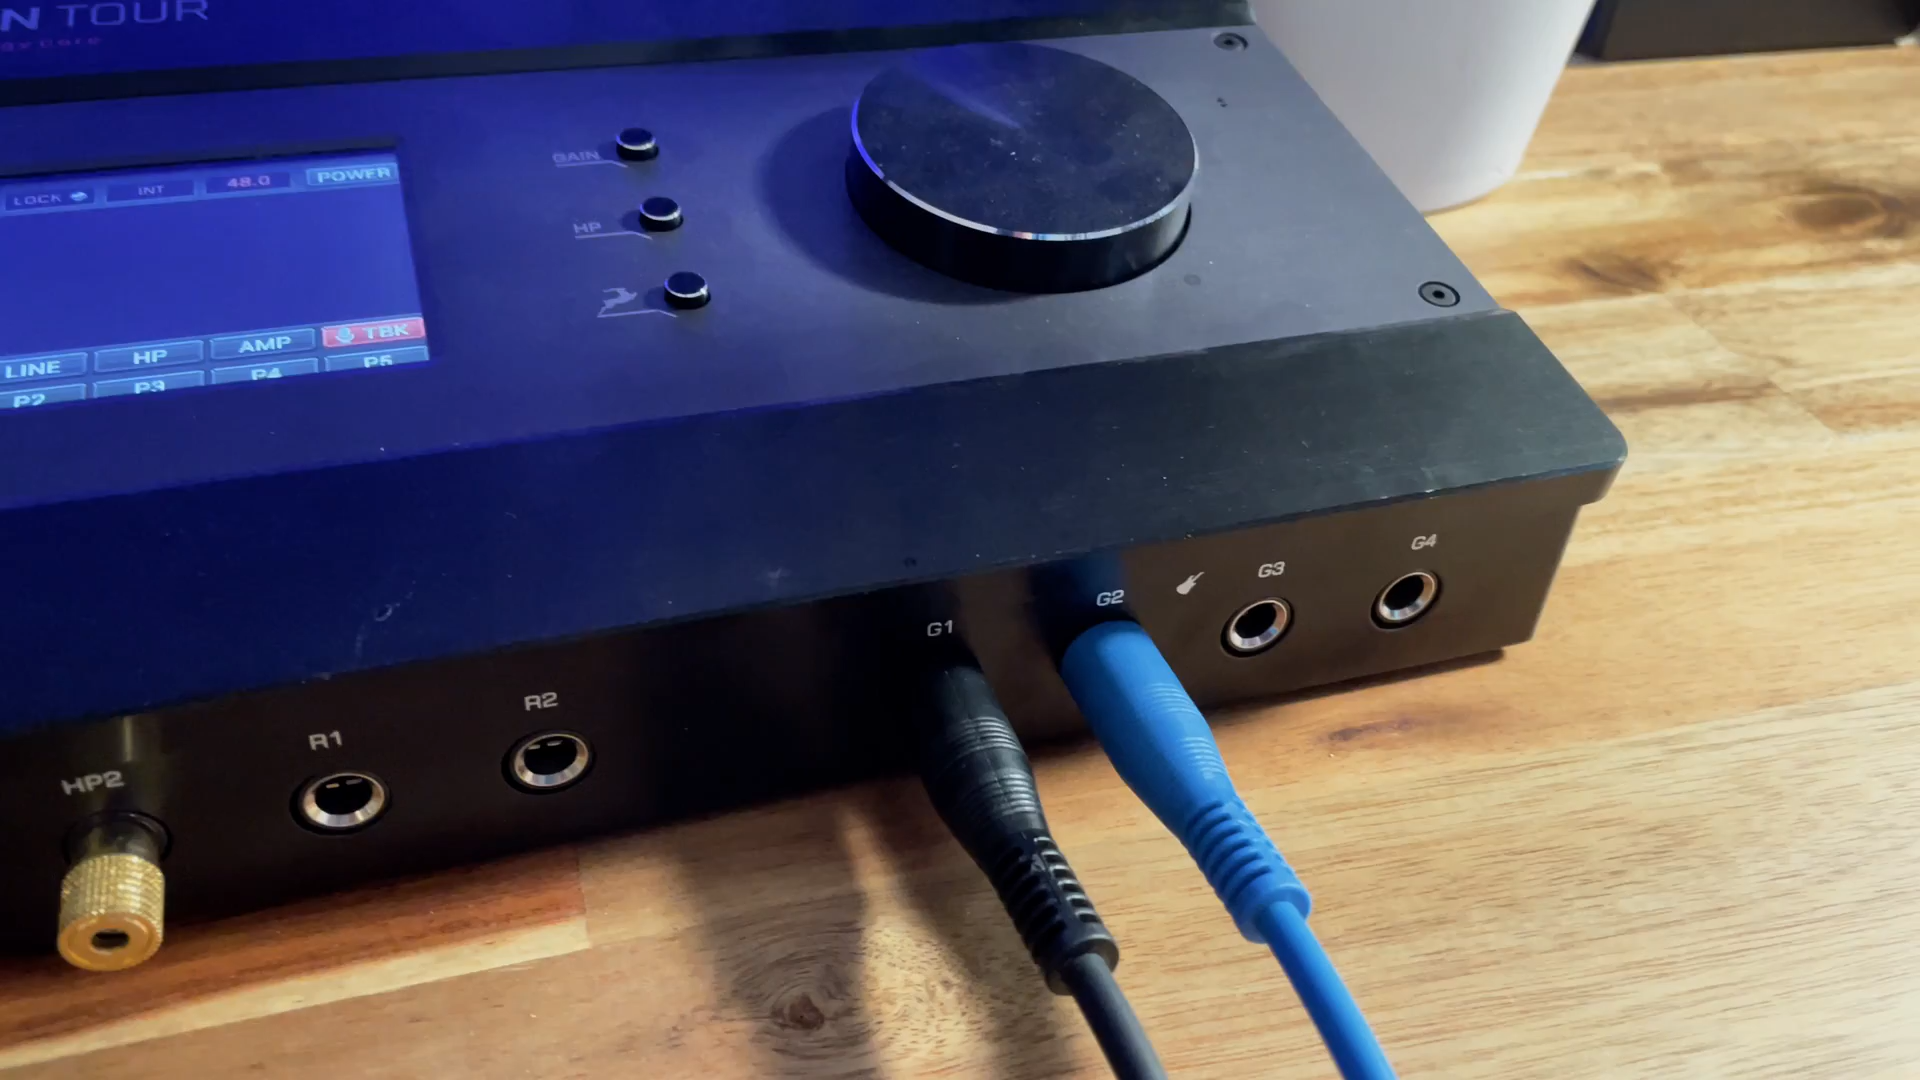 N TOUR
LOCK INT 48.0 POWER
GAIN
HP
LINE HP AMP TBK
P2 P3 P4 P5
G4
G3
G2
G1
R2
R1
HP2